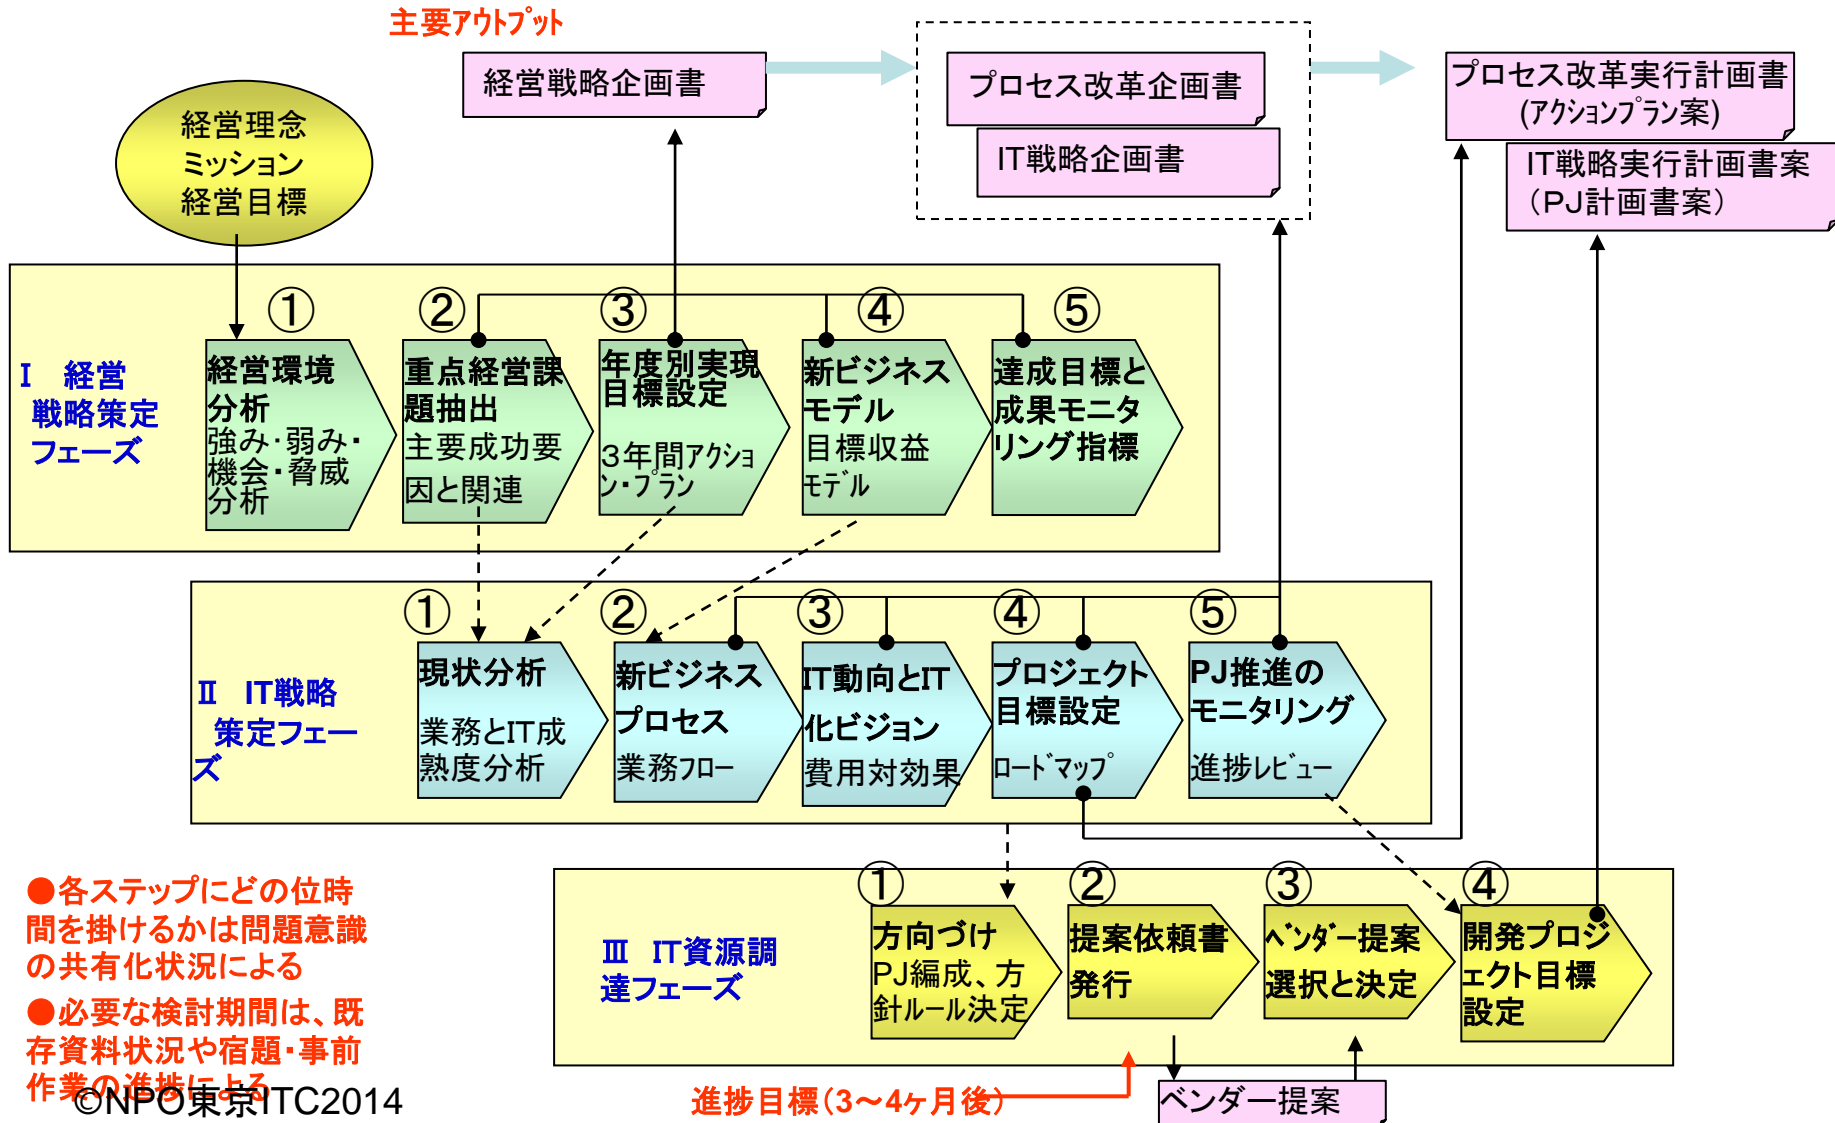 主要アウトプット
経営戦略企画書
プロセス改革企画書
IT戦略企画書
プロセス改革実行計画書
(アクションプラン案)
IT戦略実行計画書案
（ＰＪ計画書案）
経営理念
ミッション
経営目標
Ⅰ　経営
戦略策定
フェーズ
①
経営環境
分析
強み・弱み・
機会・脅威
分析
②
重点経営課
題抽出
主要成功要
因と関連
③
年度別実現
目標設定
３年間アクショ
ン・プラン
④
新ビジネス
モデル
目標収益
モデル
⑤
達成目標と
成果モニタ
リング指標
Ⅱ　IT戦略
策定フェー
ズ
①
現状分析
業務とIT成
熟度分析
②
新ビジネス
プロセス
業務フロー
③
IT動向とIT
化ビジョン
費用対効果
④
プロジェクト
目標設定
ロードマップ
⑤
PJ推進の
モニタリング
進捗レビュー
Ⅲ　IT資源調
達フェーズ
①
方向づけ
PJ編成、方
針ルール決定
②
提案依頼書
発行
③
ベンダー提案
選択と決定
④
開発プロジ
ェクト目標
設定
●各ステップにどの位時
間を掛けるかは問題意識
の共有化状況による
●必要な検討期間は、既
存資料状況や宿題・事前
作業の進捗による
©NPO東京ITC2014
進捗目標（3～4ヶ月後）
ベンダー提案